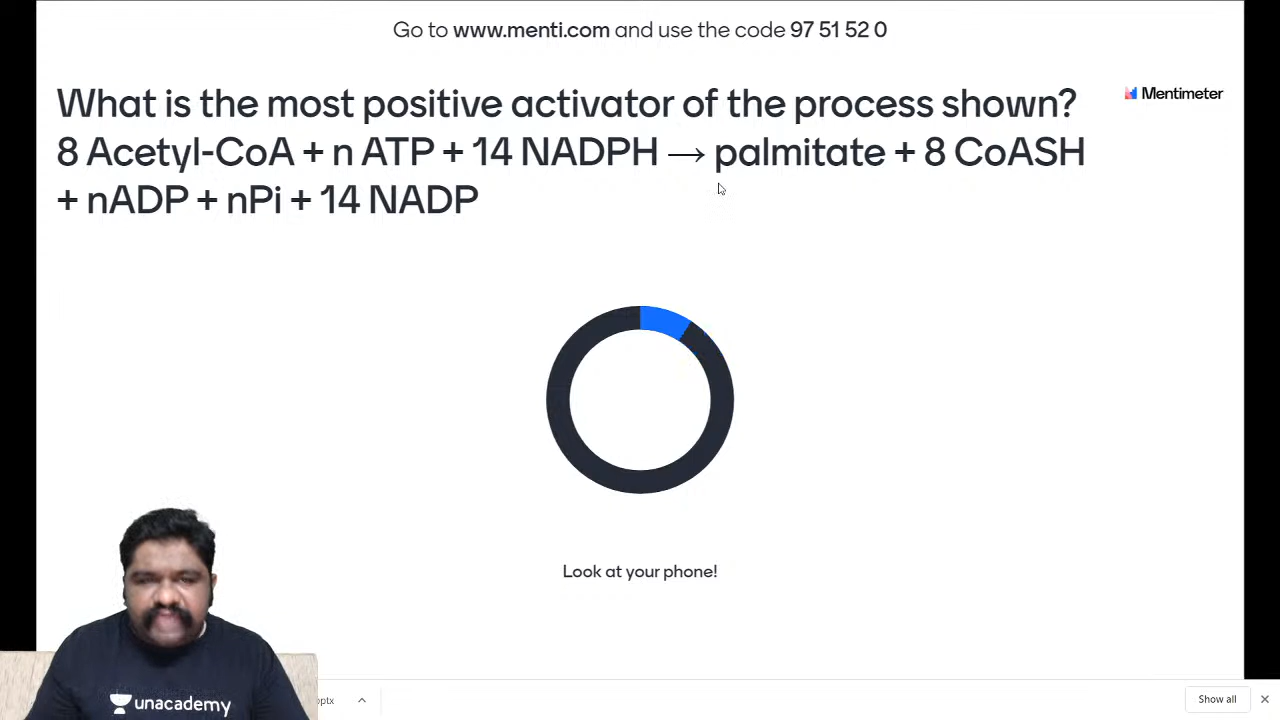 Go to www.menti.com and use the code 97 51 52 0
What is the most positive activator of the process shown?
8 Acetyl-CoA + n ATP + 14 NADPH → palmitate + 8 CoASH
+ nADP + nPi + 14 NADP
Mentimeter
Look at your phone!
unacademy
pptx
Show all